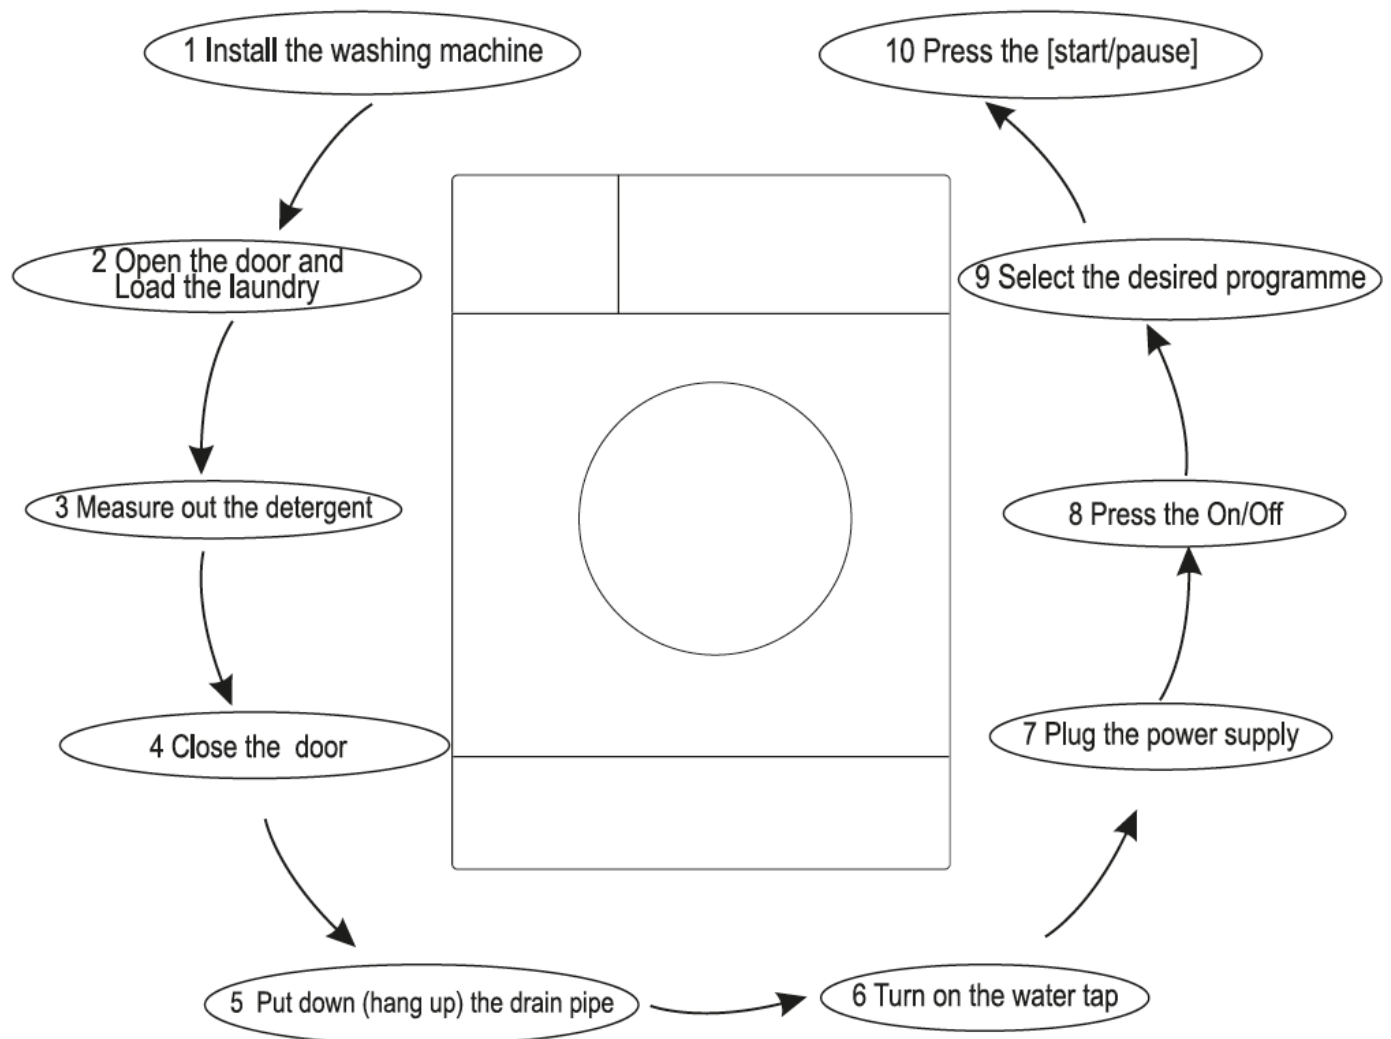 1 Install the washing machine
2 Open the door and
Load the laundry
3 Measure out the detergent
4 Close the door
5 Put down (hang up) the drain pipe
6 Turn on the water tap
7 Plug the power supply
8 Press the On/Off
9 Select the desired programme
10 Press the [start/pause]